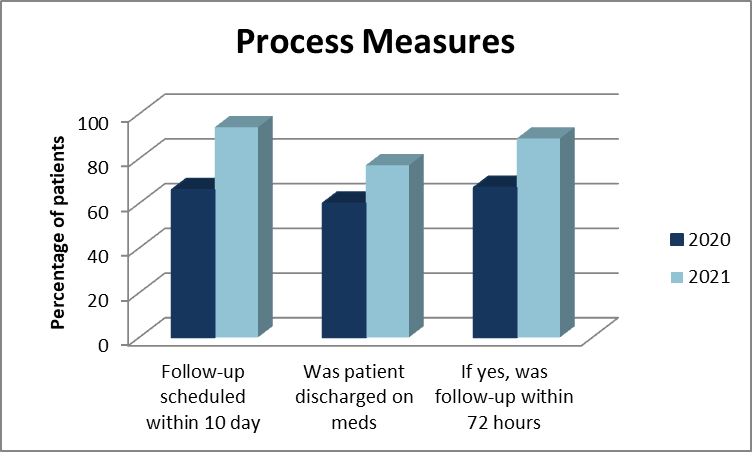 Process Measures
Percentage of patients
100
80
60
40
20
0
Follow-up
scheduled
within 10 day
Was patient
discharged on
meds
If yes, was
follow-up within
72 hours
2020
2021